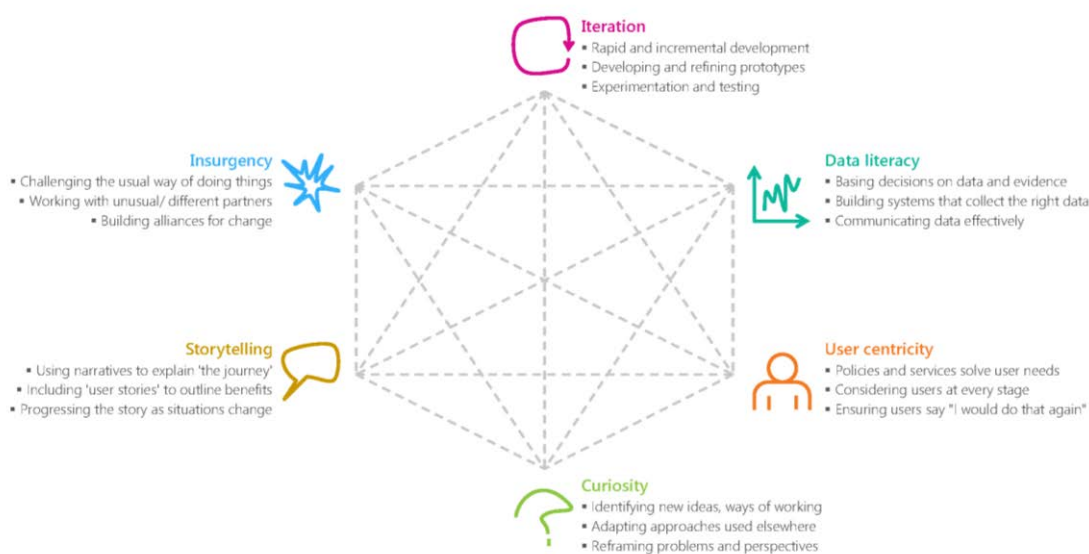 Iteration
▪ Rapid and incremental development
▪ Developing and refining prototypes
▪ Experimentation and testing
Insurgency
▪ Challenging the usual way of doing things
▪ Working with unusual/ different partners
▪ Building alliances for change
Data literacy
▪ Basing decisions on data and evidence
▪ Building systems that collect the right data
▪ Communicating data effectively
Storytelling
▪ Using narratives to explain 'the journey'
▪ Including 'user stories' to outline benefits
▪ Progressing the story as situations change
User centricity
▪ Policies and services solve user needs
▪ Considering users at every stage
▪ Ensuring users say "I would do that again"
Curiosity
▪ Identifying new ideas, ways of working
▪ Adapting approaches used elsewhere
▪ Reframing problems and perspectives